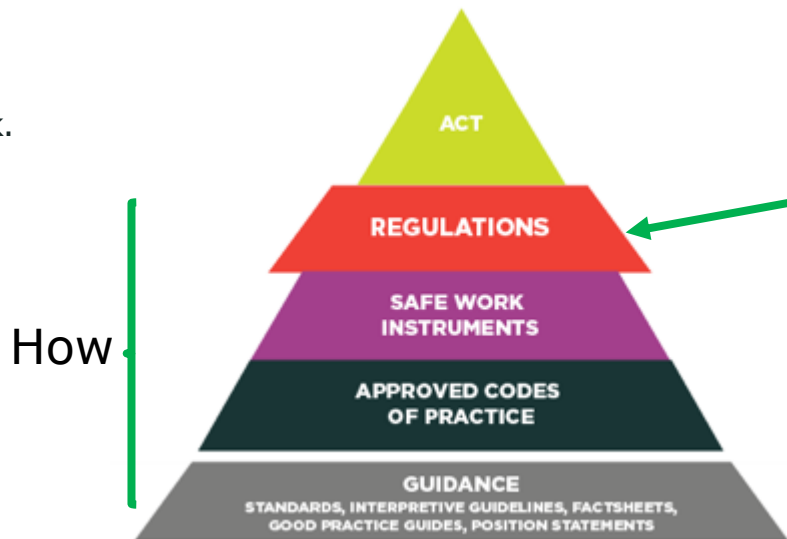 ACT
k.
REGULATIONS
SAFE WORK
INSTRUMENTS
How
APPROVED CODES
OF PRACTICE
GUIDANCE
STANDARDS, INTERPRETIVE GUIDELINES, FACTSHEETS,
GOOD PRACTICE GUIDES, POSITION STATEMENTS